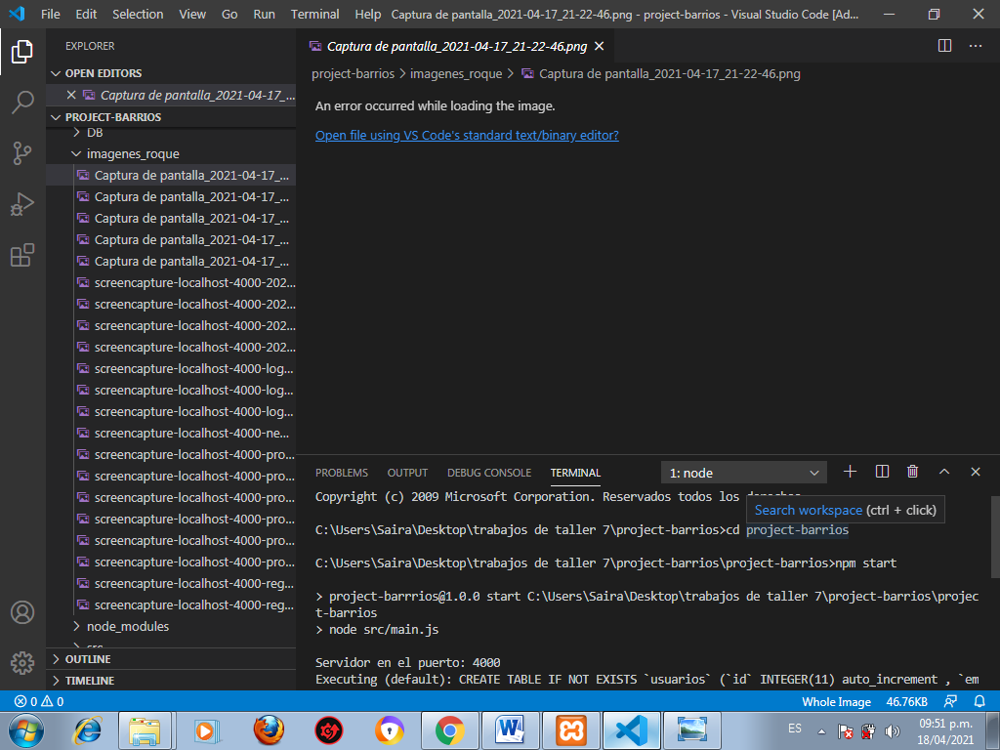 File Edit Selection View Go Run Terminal Help Captura de pantalla_2021-04-17_21-22-46.png - project-barrios - Visual Studio Code [Ad...
EXPLORER
OPEN EDITORS
Captura de pantalla_2021-04-17_...
PROJECT-BARRIOS
DB
imagenes_roque
Captura de pantalla_2021-04-17_...
Captura de pantalla_2021-04-17_...
Captura de pantalla_2021-04-17_...
Captura de pantalla_2021-04-17_...
Captura de pantalla_2021-04-17_...
screencapture-localhost-4000-202...
screencapture-localhost-4000-202...
screencapture-localhost-4000-202...
screencapture-localhost-4000-202...
screencapture-localhost-4000-log...
screencapture-localhost-4000-log...
screencapture-localhost-4000-log...
screencapture-localhost-4000-ne...
screencapture-localhost-4000-pro...
screencapture-localhost-4000-pro...
screencapture-localhost-4000-pro...
screencapture-localhost-4000-pro...
screencapture-localhost-4000-pro...
screencapture-localhost-4000-pro...
screencapture-localhost-4000-reg...
screencapture-localhost-4000-reg...
node_modules
src
OUTLINE
TIMELINE
Captura de pantalla_2021-04-17_21-22-46.png
project-barrios > imagenes_roque > Captura de pantalla_2021-04-17_21-22-46.png
An error occurred while loading the image.
Open file using VS Code's standard text/binary editor?
PROBLEMS OUTPUT DEBUG CONSOLE TERMINAL 1: node
Copyright (c) 2009 Microsoft Corporation. Reservados todos los derechos
Search workspace (ctrl + click)
C:\Users\Saira\Desktop\trabajos de taller 7\project-barrios>cd project-barrios
C:\Users\Saira\Desktop\trabajos de taller 7\project-barrios\project-barrios>npm start
> project-barrrios@1.0.0 start C:\Users\Saira\Desktop\trabajos de taller 7\project-barrios\projec
t-barrios
> node src/main.js
Servidor en el puerto: 4000
Executing (default): CREATE TABLE IF NOT EXISTS `usuarios` (`id` INTEGER(11) auto_increment , `em
0 0 Whole Image 46.76KB
ES 09:51 p.m.
18/04/2021